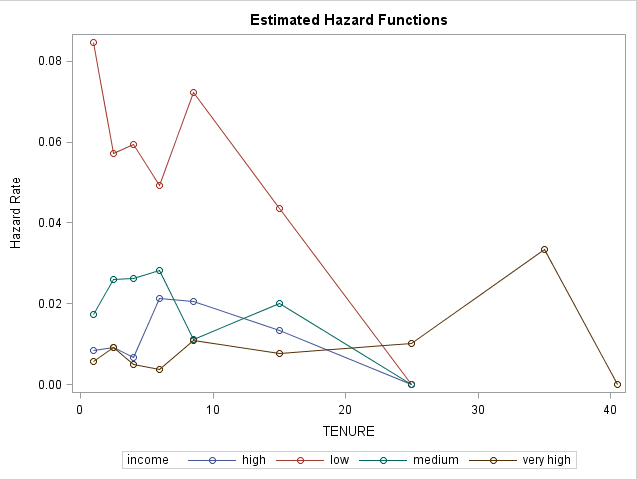 Estimated Hazard Functions
Hazard Rate
0.08
0.06
0.04
0.02
0.00
0 10 20 30 40
TENURE
income high low medium very high